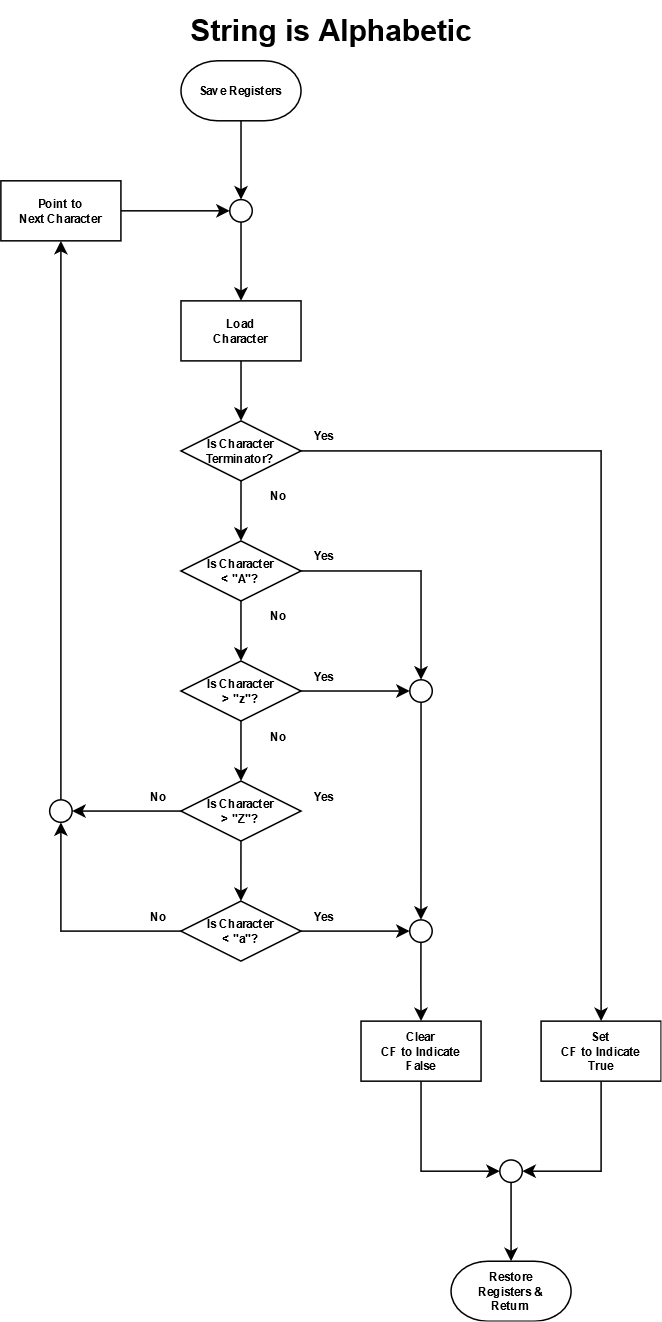 String is Alphabetic
Save Registers
Point to
Next Character
Load
Character
Is Character
Terminator?
Yes
No
Is Character
< "A"?
Yes
No
Is Character
> "z"?
Yes
No
Is Character
> "Z"?
No
Yes
Is Character
< "a"?
No
Yes
Clear
CF to Indicate
False
Set
CF to Indicate
True
Restore
Registers &
Return